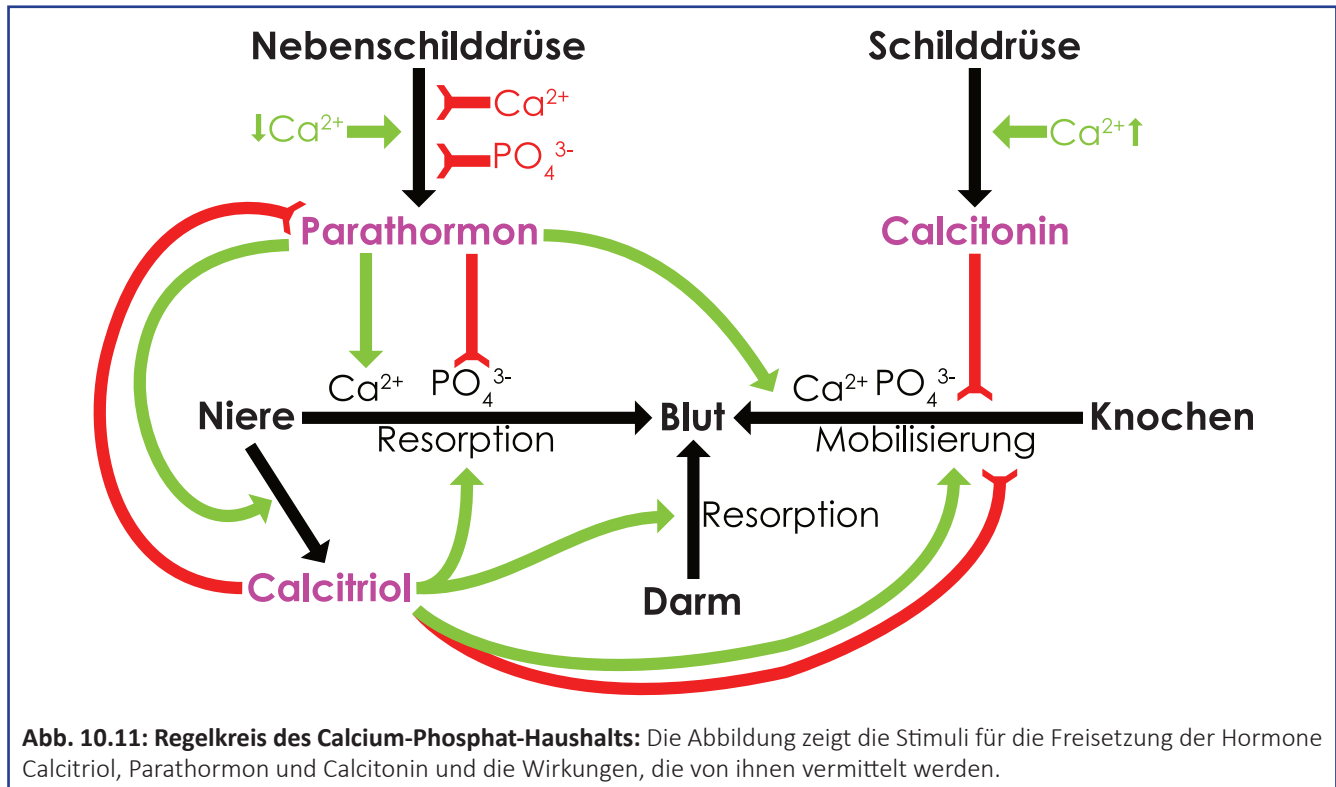 Nebenschilddrüse Schilddrüse
Ca²⁺
↓Ca²⁺ Ca²⁺↑
PO₄³⁻
Parathormon Calcitonin
Ca²⁺ PO₄³⁻ Ca²⁺ PO₄³⁻
Niere Blut Knochen
Resorption Mobilisierung
Resorption
Calcitriol Darm
Abb. 10.11: Regelkreis des Calcium-Phosphat-Haushalts: Die Abbildung zeigt die Stimuli für die Freisetzung der Hormone
Calcitriol, Parathormon und Calcitonin und die Wirkungen, die von ihnen vermittelt werden.